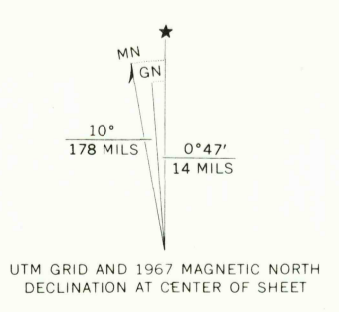 MN
GN
10°
178 MILS
0°47′
14 MILS
UTM GRID AND 1967 MAGNETIC NORTH
DECLINATION AT CENTER OF SHEET